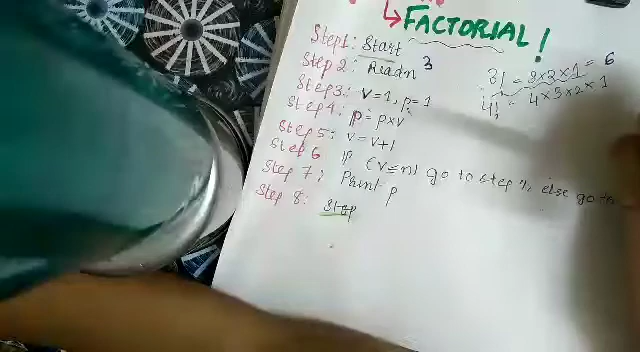 ↳ FACTORIAL!
Step1: Start
Step 2: Read n 3
Step3: v=1, p=1
Step4: p=p×v
Step5: v=v+1
Step 6 If (v≤n) go to step 4, else go to
Step 7: Print p
Step 8: Stop
3! = 3×2×1 = 6
4! = 4×3×2×1